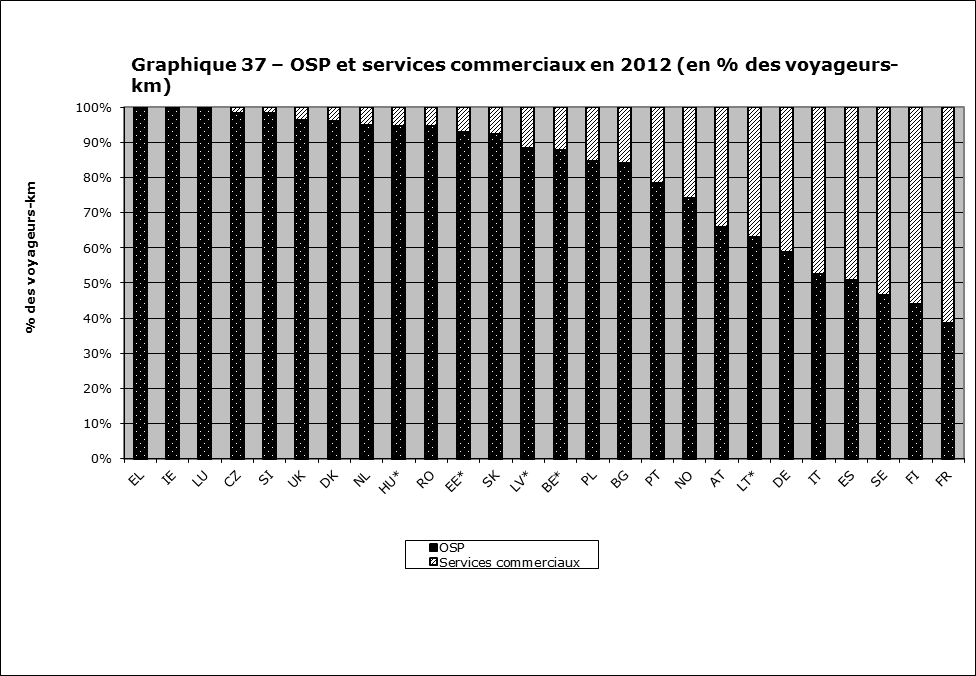 Graphique 37 – OSP et services commerciaux en 2012 (en % des voyageurs-
km)
% des voyageurs-km
100%
90%
80%
70%
60%
50%
40%
30%
20%
10%
0%
EL IE LU CZ SI UK DK NL HU* RO EE* SK LV* BE* PL BG PT NO AT LT* DE IT ES SE FI FR
OSP
Services commerciaux